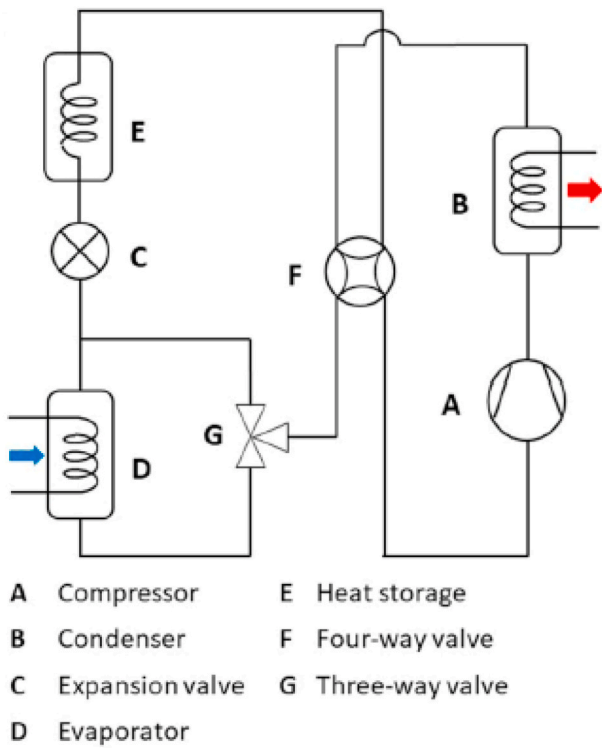 E
B
C
F
A
G
D
A Compressor E Heat storage
B Condenser F Four-way valve
C Expansion valve G Three-way valve
D Evaporator